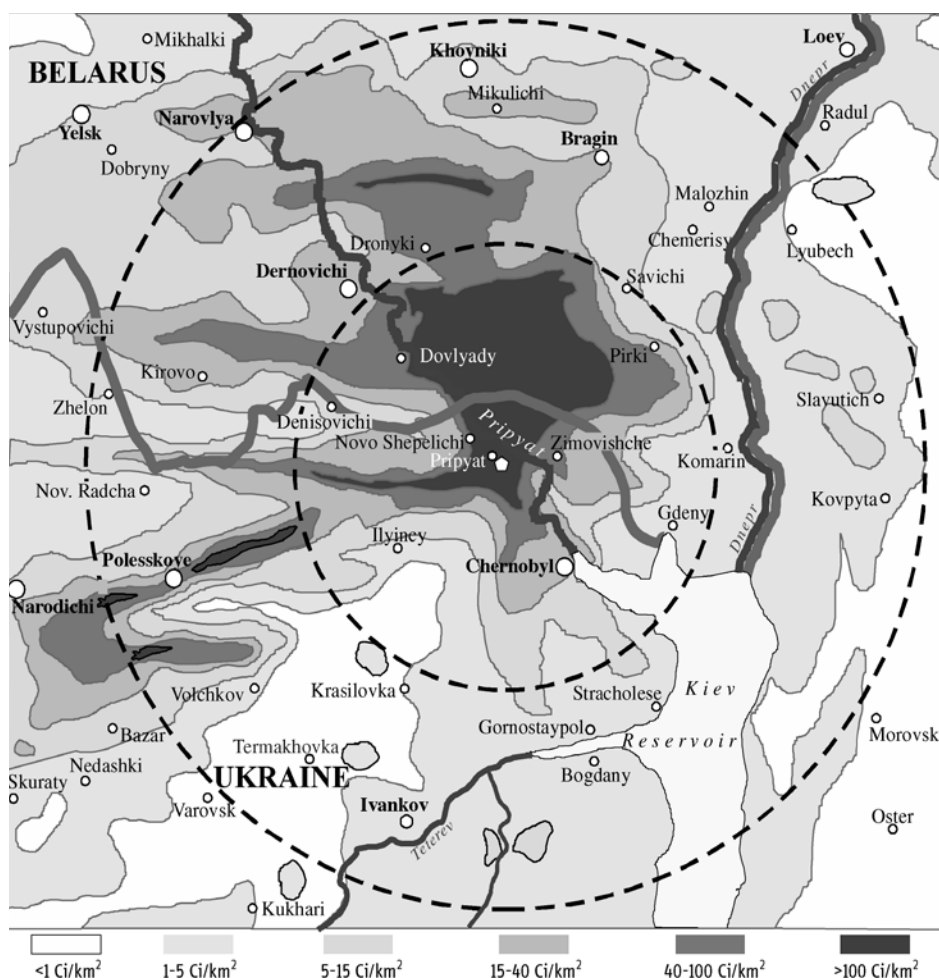 Mikhalki
Khovniki
Loev
BELARUS
Dnepr
Mikulichi
Yelsk
Narovlya
Radul
Dobryny
Bragin
Malozhin
Dronyki
Chemerisy
Lyubech
Dernovichi
Savichi
Vystupovichi
Dovlyady
Pirki
Kirovo
Zhelon
Denisovichi
Slavutich
Pripyat
Novo Shepelichi
Zimovishche
Pripyat
Komarin
Nov. Radcha
Kovpyta
Gdeny
Ilyiney
Dnepr
Polesskoye
Chernobyl
Narodichi
Volchkov
Krasilovka
Stracholese
Kiev
Reservoir
Gornostaypol
Morovsk
Bazar
Termakhovka
Bogdany
Nedashki
UKRAINE
Skuraty
Varovsk
Ivankov
Oster
Teterev
Kukhari
<1 Ci/km²
1-5 Ci/km²
5-15 Ci/km²
15-40 Ci/km²
40-100 Ci/km²
>100 Ci/km²